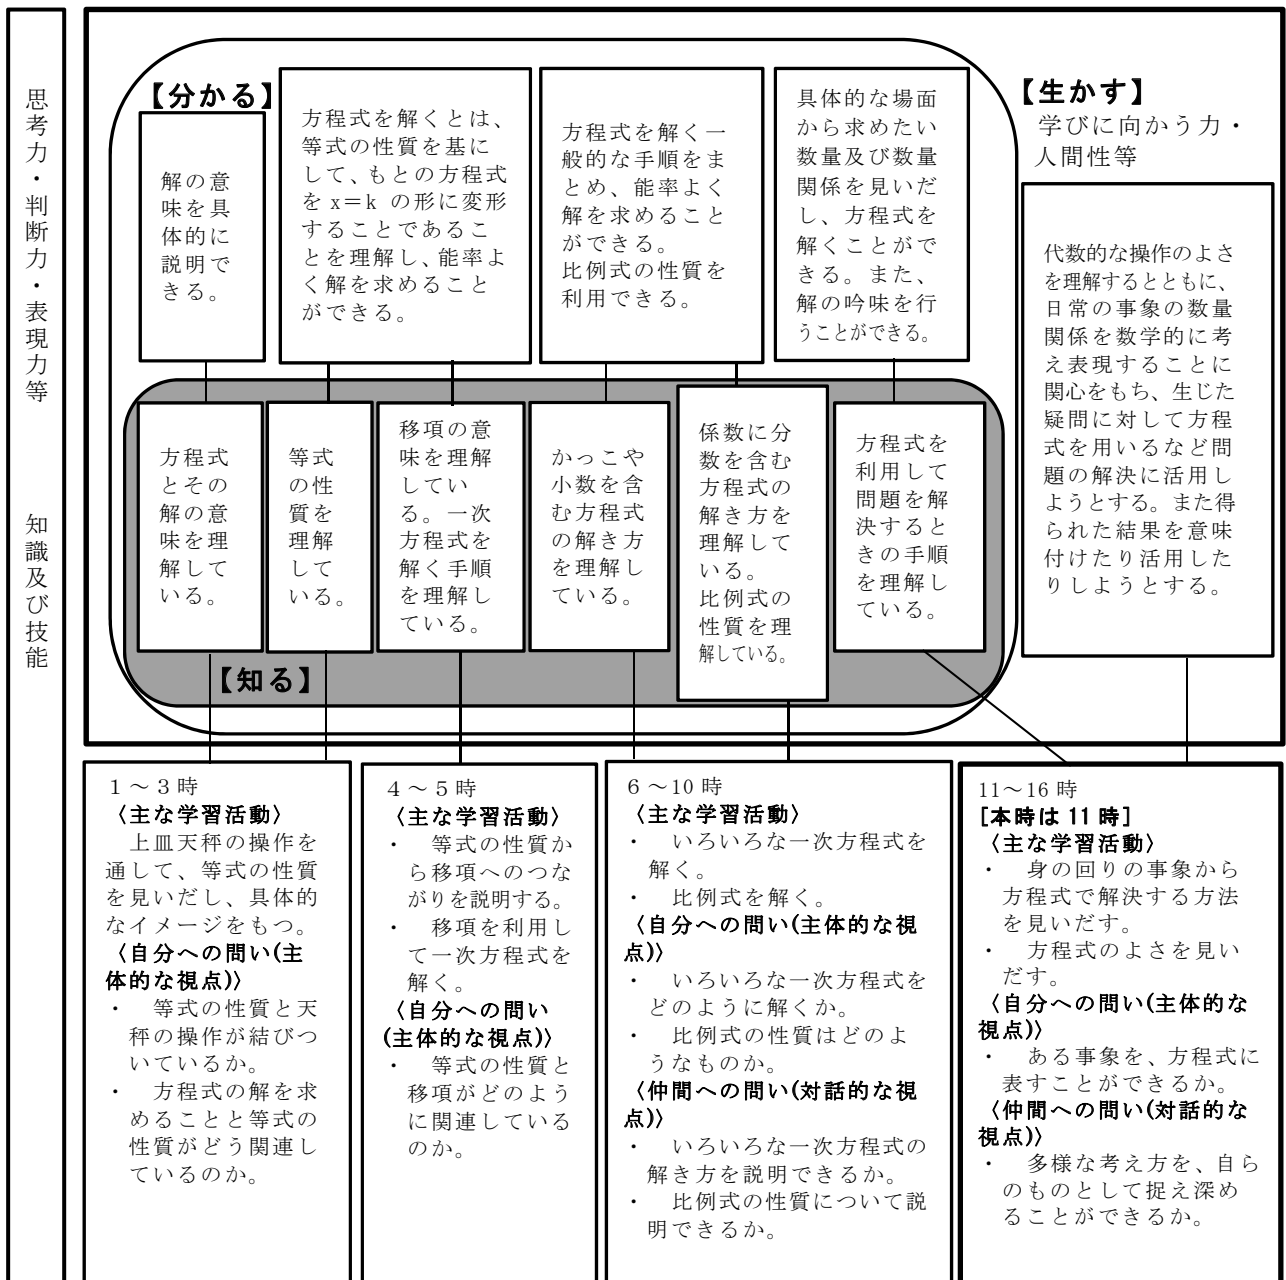 思考力・判断力・表現力等
知識及び技能
【分かる】
解の意
味を具
体的に
説明で
きる。
方程式を解くとは、
等式の性質を基に
して、もとの方程式
を x＝k の形に変形
することであるこ
とを理解し、能率よ
く解を求めること
ができる。
方程式を解く一
般的な手順をま
とめ、能率よく
解を求めること
ができる。
比例式の性質を
利用できる。
具体的な場面
から求めたい
数量及び数量
関係を見いだ
し、方程式を
解くことがで
きる。また、
解の吟味を行
うことができる。
【生かす】
学びに向かう力・
人間性等
代数的な操作のよさ
を理解するとともに、
日常の事象の数量
関係を数学的に考
え表現することに
関心をもち、生じた
疑問に対して方程
式を用いるなど問
題の解決に活用し
ようとする。また得
られた結果を意味
付けたり活用した
りしようとする。
方程式
とその
解の意
味を理
解して
いる。
等式
の性
質を
理解
して
いる。
移項の意
味を理解
してい
る。一次
方程式を
解く手順
を理解し
ている。
かっこや
小数を含
む方程式
の解き方
を理解し
ている。
係数に分
数を含む
方程式の
解き方を
理解して
いる。
比例式の
性質を理
解している。
方程式を
利用して
問題を解
決すると
きの手順
を理解し
ている。
【知る】
１～３時
〈主な学習活動〉
上皿天秤の操作を
通して、等式の性質
を見いだし、具体的
なイメージをもつ。
〈自分への問い(主
体的な視点)〉
・ 等式の性質と天
秤の操作が結びつ
いているか。
・ 方程式の解を求
めることと等式の
性質がどう関連し
ているのか。
４～５時
〈主な学習活動〉
・ 等式の性質か
ら移項へのつな
がりを説明する。
・ 移項を利用し
て一次方程式を
解く。
〈自分への問い
(主体的な視点)〉
・ 等式の性質と
移項がどのよう
に関連している
のか。
６～10 時
〈主な学習活動〉
・ いろいろな一次方程式を
解く。
・ 比例式を解く。
〈自分への問い(主体的な視
点)〉
・ いろいろな一次方程式を
どのように解くか。
・ 比例式の性質はどのよ
うなものか。
〈仲間への問い(対話的な視
点)〉
・ いろいろな一次方程式の
解き方を説明できるか。
・ 比例式の性質について説
明できるか。
11～16 時
[本時は 11 時]
〈主な学習活動〉
・ 身の回りの事象から
方程式で解決する方法
を見いだす。
・ 方程式のよさを見い
だす。
〈自分への問い(主体的な
視点)〉
・ ある事象を、方程式に
表すことができるか。
〈仲間への問い(対話的な
視点)〉
・ 多様な考え方を、自ら
のものとして捉え深め
ることができるか。